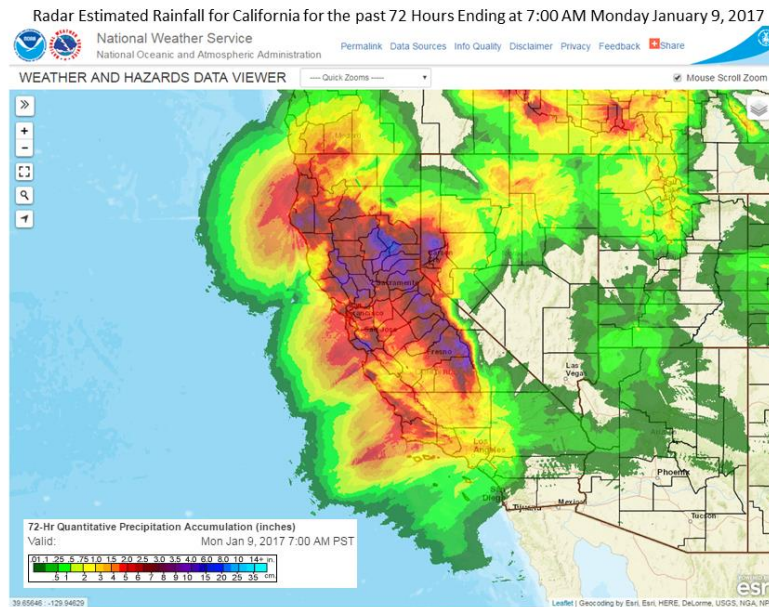 Radar Estimated Rainfall for California for the past 72 Hours Ending at 7:00 AM Monday January 9, 2017
National Weather Service
National Oceanic and Atmospheric Administration
Permalink Data Sources Info Quality Disclaimer Privacy Feedback Share
WEATHER AND HAZARDS DATA VIEWER
---- Quick Zooms -----
Mouse Scroll Zoom
Medford
Sacramento
San Jose
Fresno
Las
Vegas
Los
Angeles
San
Diego
Tijuana
Mexicali
Phoenix
Tucson
72-Hr Quantitative Precipitation Accumulation (inches)
Valid: Mon Jan 9, 2017 7:00 AM PST
.01 .1 .25 .5 .75 1.0 1.5 2.0 2.5 3.0 3.5 4.0 6.0 8.0 10 14+ in.
.5 1 2 3 4 5 6 7 8 9 10 15 20 25 35 cm
esri
39.65646 : -129.94629
Leaflet | Geocoding by Esri, Esri, HERE, DeLorme, USGS, NGA, NP